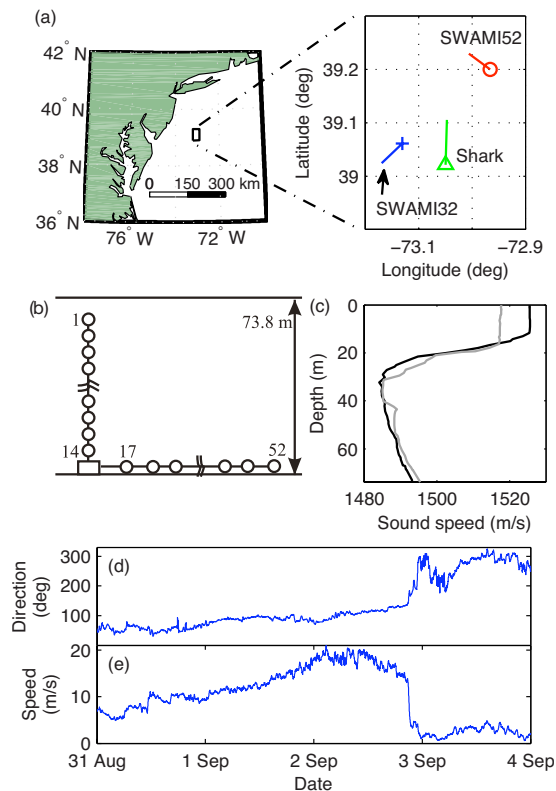 (a)
42° N
40° N
38° N
36° N
76° W
72° W
0 150 300 km
SWAMI52
Shark
SWAMI32
39.2
39.1
39
Latitude (deg)
−73.1
−72.9
Longitude (deg)
(b)
1
14
17
52
73.8 m
(c)
0
20
40
60
Depth (m)
1480
1500
1520
Sound speed (m/s)
(d)
300
200
100
Direction
(deg)
(e)
20
10
0
Speed
(m/s)
31 Aug
1 Sep
2 Sep
3 Sep
4 Sep
Date